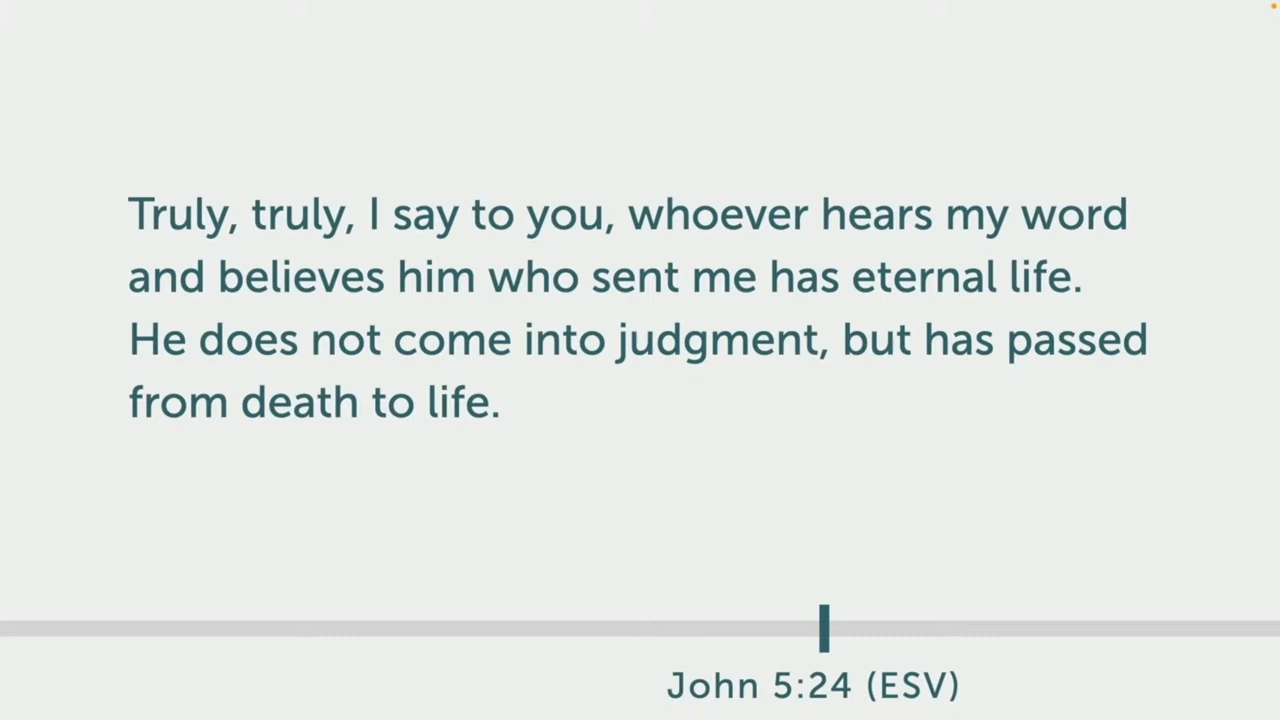 Truly, truly, I say to you, whoever hears my word
and believes him who sent me has eternal life.
He does not come into judgment, but has passed
from death to life.
John 5:24 (ESV)